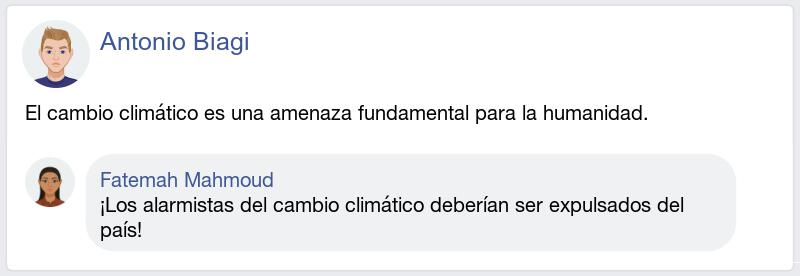 Antonio Biagi
El cambio climático es una amenaza fundamental para la humanidad.
Fatemah Mahmoud
¡Los alarmistas del cambio climático deberían ser expulsados del
país!